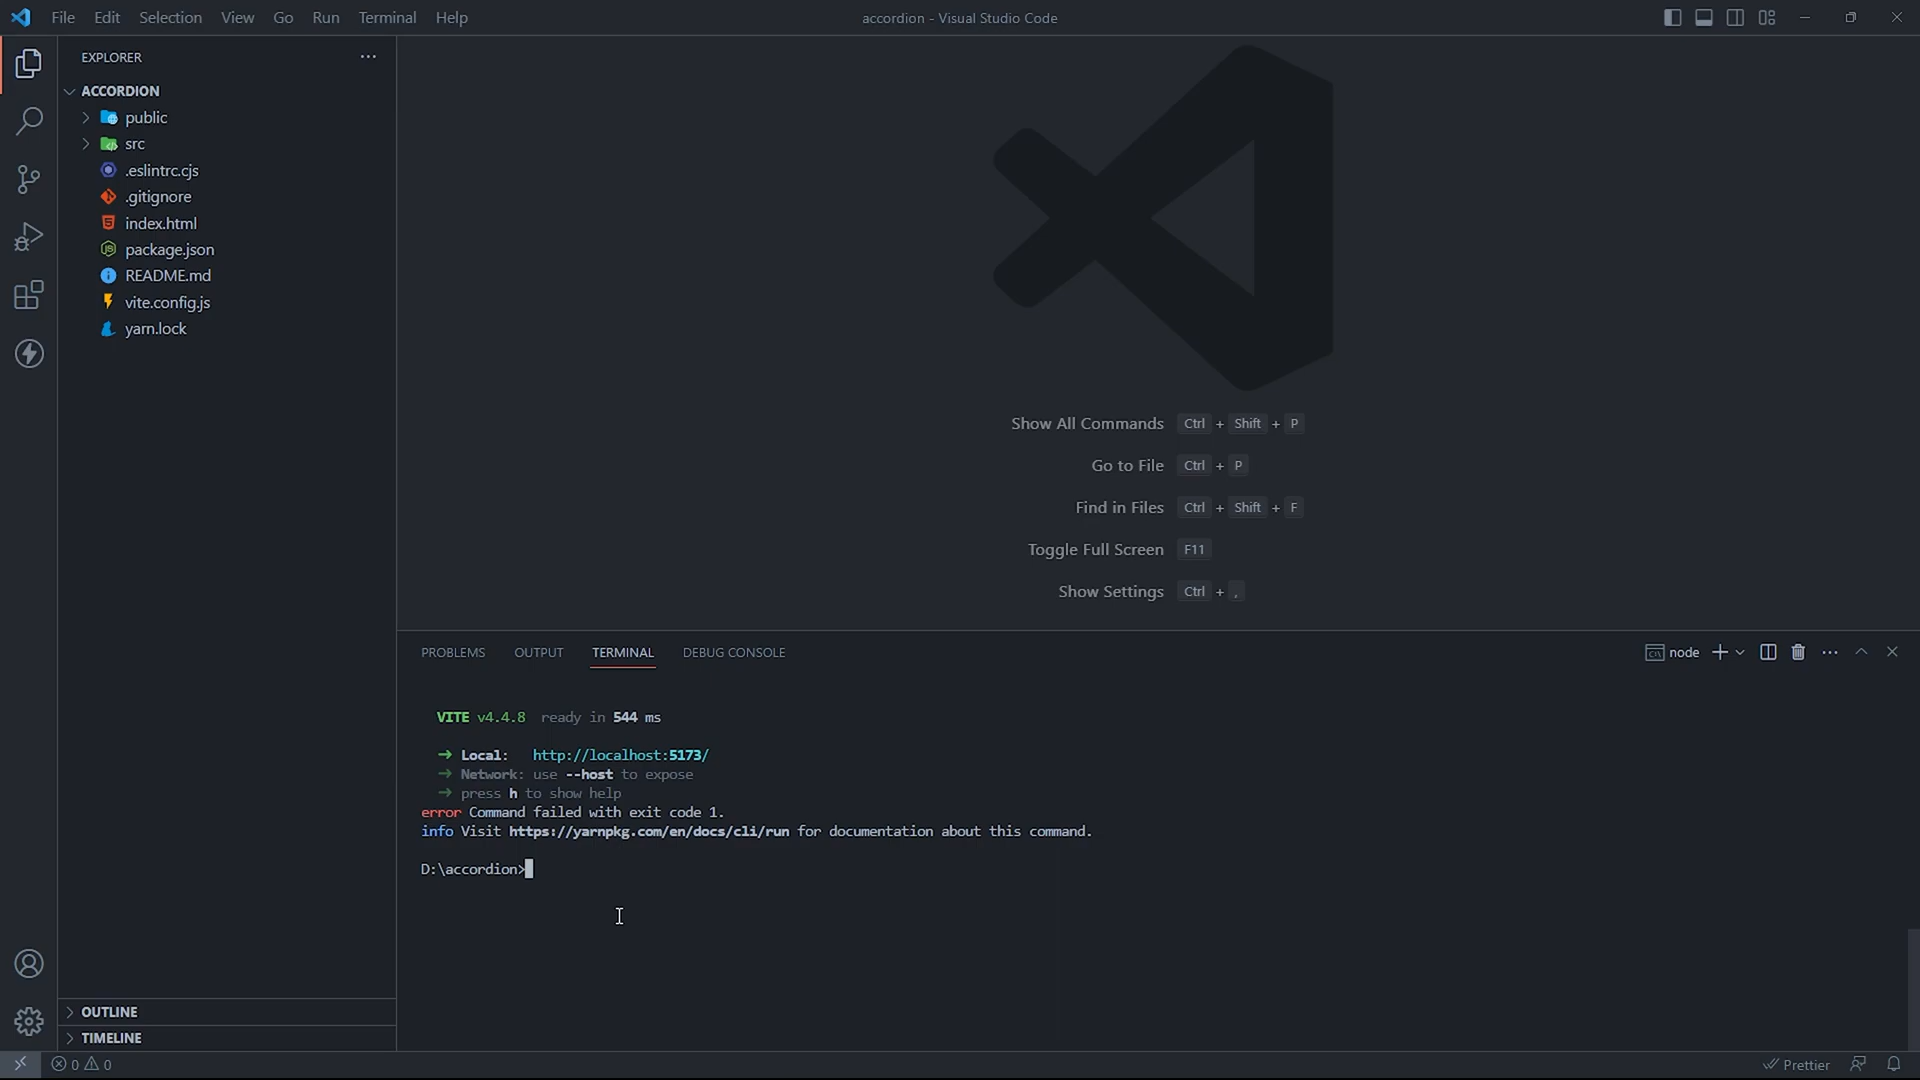 File Edit Selection View Go Run Terminal Help
accordion - Visual Studio Code
EXPLORER
ACCORDION
public
src
.eslintrc.cjs
.gitignore
index.html
package.json
README.md
vite.config.js
yarn.lock
Show All Commands Ctrl + Shift + P
Go to File Ctrl + P
Find in Files Ctrl + Shift + F
Toggle Full Screen F11
Show Settings Ctrl + ,
PROBLEMS OUTPUT TERMINAL DEBUG CONSOLE
node
VITE v4.4.8 ready in 544 ms
➜ Local: http://localhost:5173/
➜ Network: use --host to expose
➜ press h to show help
error Command failed with exit code 1.
info Visit https://yarnpkg.com/en/docs/cli/run for documentation about this command.
D:\accordion>
OUTLINE
TIMELINE
0 0
Prettier